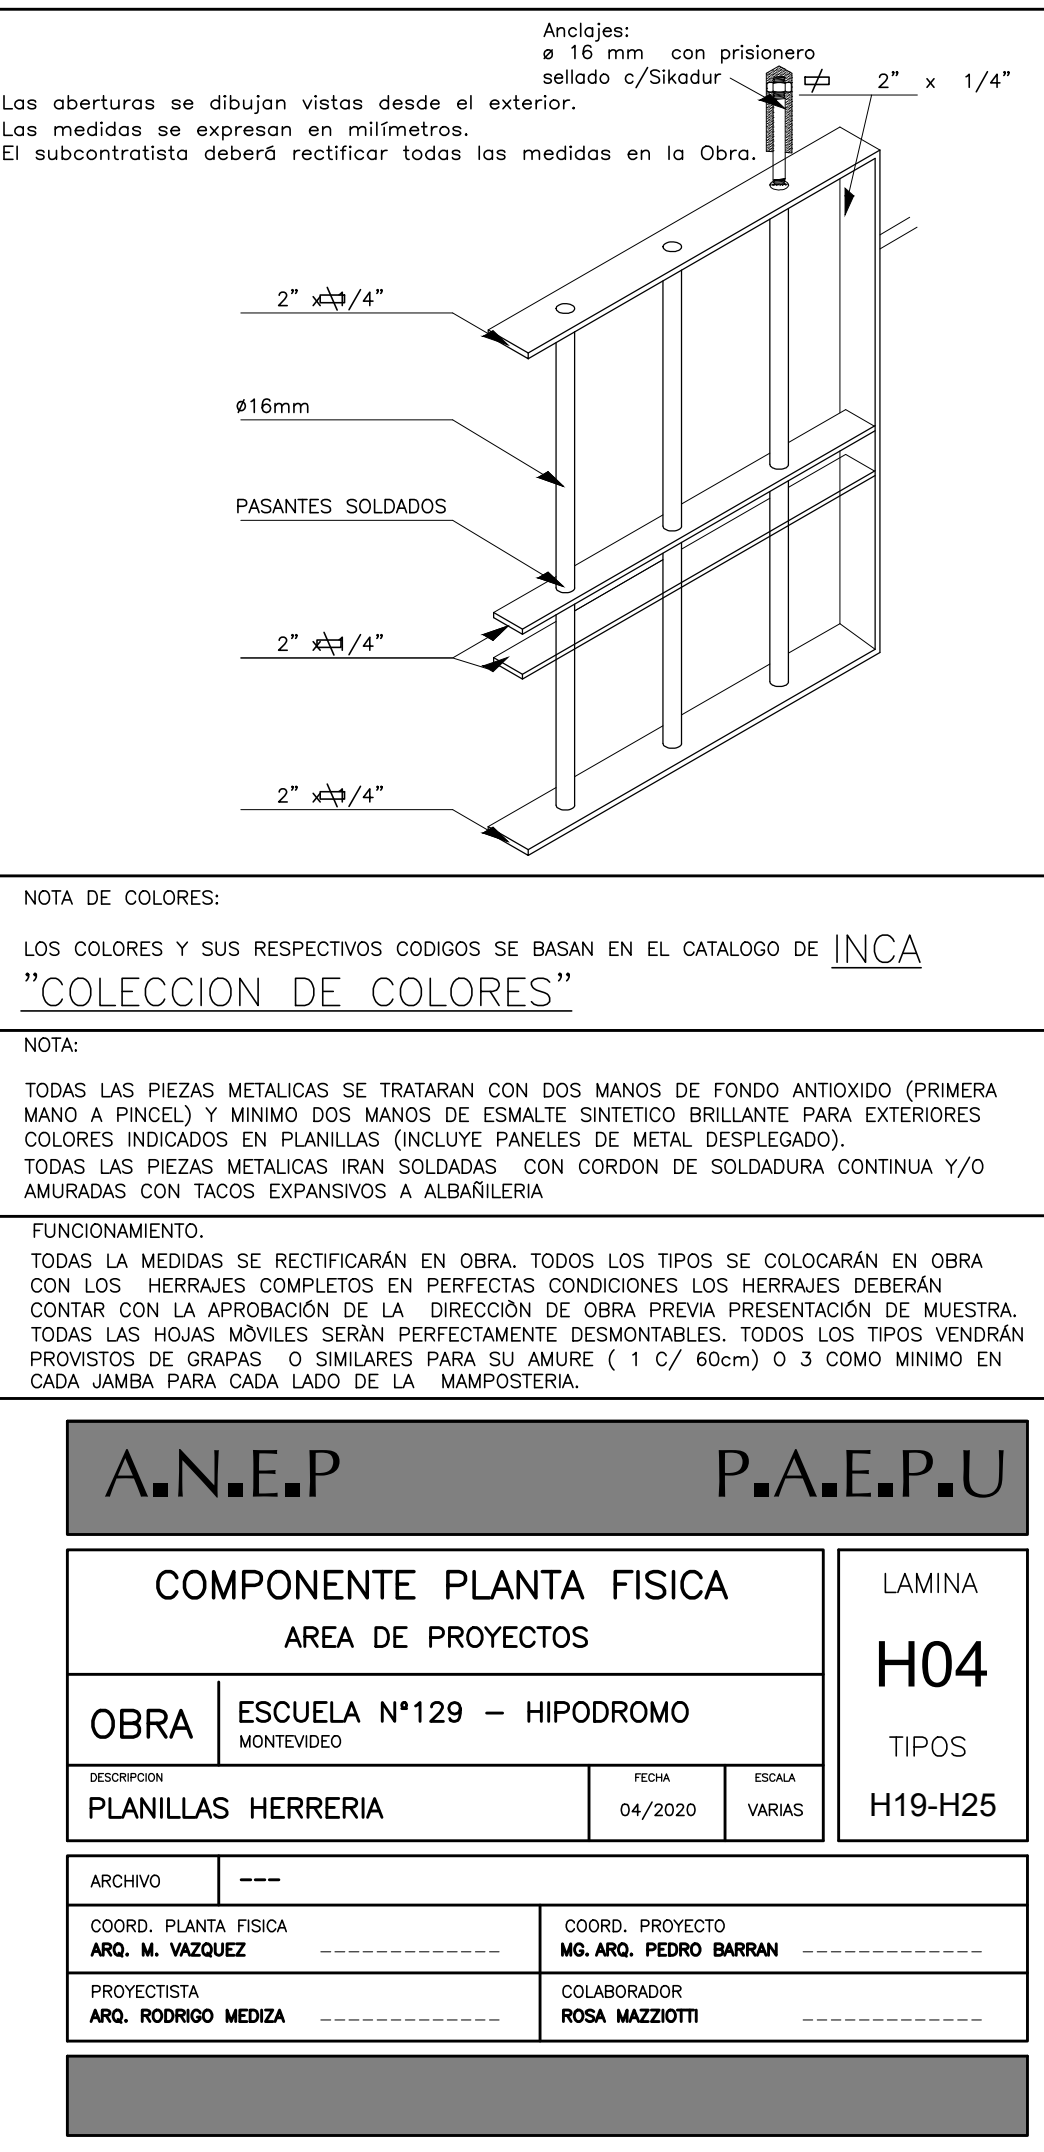 Anclajes:
ø 16 mm con prisionero
sellado c/Sikadur
2" x 1/4"
Las aberturas se dibujan vistas desde el exterior.
Las medidas se expresan en milímetros.
El subcontratista deberá rectificar todas las medidas en la Obra.
2" x 1/4"
ø16mm
PASANTES SOLDADOS
2" x 1/4"
2" x 1/4"
NOTA DE COLORES:
LOS COLORES Y SUS RESPECTIVOS CODIGOS SE BASAN EN EL CATALOGO DE INCA
"COLECCION DE COLORES"
NOTA:
TODAS LAS PIEZAS METALICAS SE TRATARAN CON DOS MANOS DE FONDO ANTIOXIDO (PRIMERA
MANO A PINCEL) Y MINIMO DOS MANOS DE ESMALTE SINTETICO BRILLANTE PARA EXTERIORES
COLORES INDICADOS EN PLANILLAS (INCLUYE PANELES DE METAL DESPLEGADO).
TODAS LAS PIEZAS METALICAS IRAN SOLDADAS CON CORDON DE SOLDADURA CONTINUA Y/O
AMURADAS CON TACOS EXPANSIVOS A ALBAÑILERIA
FUNCIONAMIENTO.
TODAS LA MEDIDAS SE RECTIFICARÁN EN OBRA. TODOS LOS TIPOS SE COLOCARÁN EN OBRA
CON LOS HERRAJES COMPLETOS EN PERFECTAS CONDICIONES LOS HERRAJES DEBERÁN
CONTAR CON LA APROBACIÓN DE LA DIRECCIÒN DE OBRA PREVIA PRESENTACIÓN DE MUESTRA.
TODAS LAS HOJAS MÒVILES SERÀN PERFECTAMENTE DESMONTABLES. TODOS LOS TIPOS VENDRÁN
PROVISTOS DE GRAPAS O SIMILARES PARA SU AMURE ( 1 C/ 60cm) O 3 COMO MINIMO EN
CADA JAMBA PARA CADA LADO DE LA MAMPOSTERIA.
A.N.E.P P.A.E.P.U
COMPONENTE PLANTA FISICA
AREA DE PROYECTOS
OBRA
ESCUELA Nª129 - HIPODROMO
MONTEVIDEO
DESCRIPCION
PLANILLAS HERRERIA
FECHA
04/2020
ESCALA
VARIAS
LAMINA
H04
TIPOS
H19-H25
ARCHIVO ---
COORD. PLANTA FISICA
ARQ. M. VAZQUEZ _____________
COORD. PROYECTO
MG. ARQ. PEDRO BARRAN _____________
PROYECTISTA
ARQ. RODRIGO MEDIZA _____________
COLABORADOR
ROSA MAZZIOTTI _____________